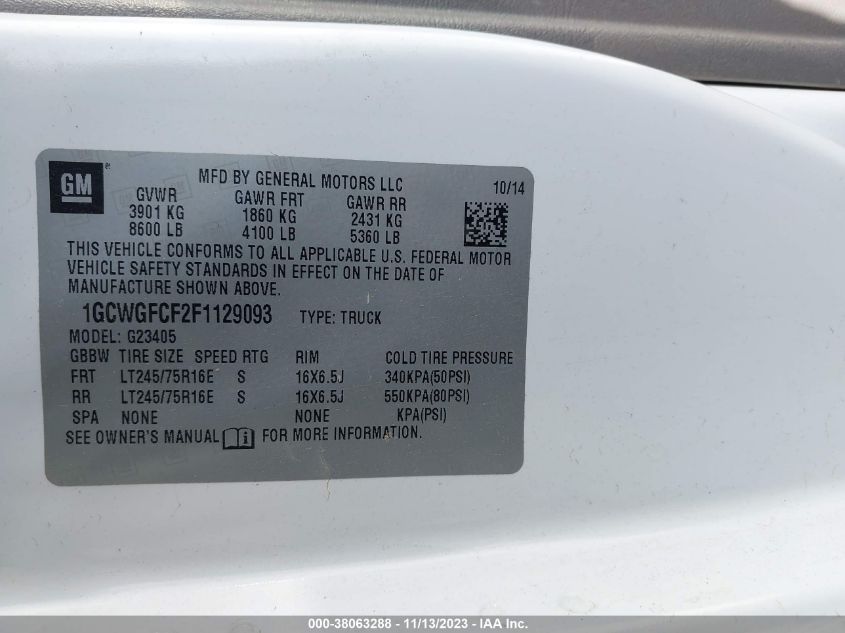 GM
®
MFD BY GENERAL MOTORS LLC 10/14
GVWR GAWR FRT GAWR RR
3901 KG 1860 KG 2431 KG
8600 LB 4100 LB 5360 LB
THIS VEHICLE CONFORMS TO ALL APPLICABLE U.S. FEDERAL MOTOR
VEHICLE SAFETY STANDARDS IN EFFECT ON THE DATE OF
MANUFACTURE SHOWN ABOVE.
1GCWGFCF2F1129093 TYPE: TRUCK
MODEL: G23405
GBBW TIRE SIZE SPEED RTG RIM COLD TIRE PRESSURE
FRT LT245/75R16E S 16X6.5J 340KPA(50PSI)
RR LT245/75R16E S 16X6.5J 550KPA(80PSI)
SPA NONE NONE KPA(PSI)
SEE OWNER'S MANUAL i FOR MORE INFORMATION.
000-38063288 - 11/13/2023 - IAA Inc.